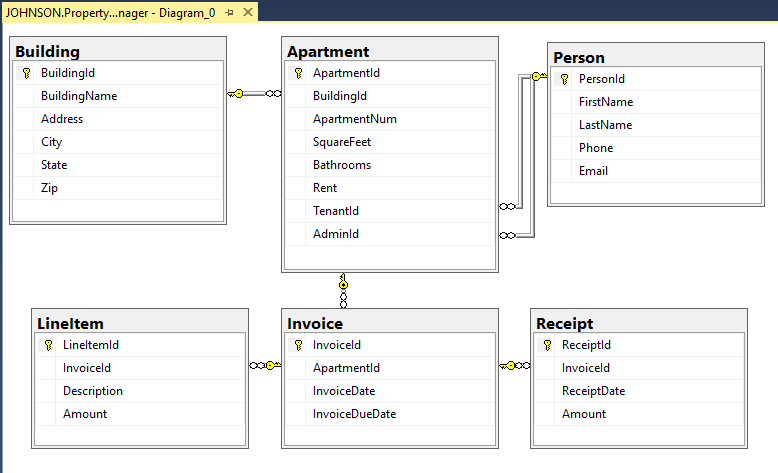 JOHNSON.Property...nager - Diagram_0
Building
BuildingId
BuildingName
Address
City
State
Zip
Apartment
ApartmentId
BuildingId
ApartmentNum
SquareFeet
Bathrooms
Rent
TenantId
AdminId
Person
PersonId
FirstName
LastName
Phone
Email
LineItem
LineItemId
InvoiceId
Description
Amount
Invoice
InvoiceId
ApartmentId
InvoiceDate
InvoiceDueDate
Receipt
ReceiptId
InvoiceId
ReceiptDate
Amount